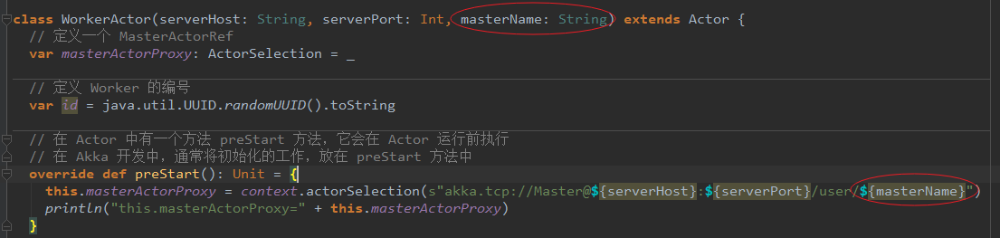 class WorkerActor(serverHost: String, serverPort: Int, masterName: String) extends Actor {
// 定义一个 MasterActorRef
var masterActorProxy: ActorSelection = _
// 定义 Worker 的编号
var id = java.util.UUID.randomUUID().toString
// 在 Actor 中有一个方法 preStart 方法，它会在 Actor 运行前执行
// 在 Akka 开发中，通常将初始化的工作，放在 preStart 方法中
override def preStart(): Unit = {
this.masterActorProxy = context.actorSelection(s"akka.tcp://Master@${serverHost}:${serverPort}/user/${masterName}")
println("this.masterActorProxy=" + this.masterActorProxy)
}